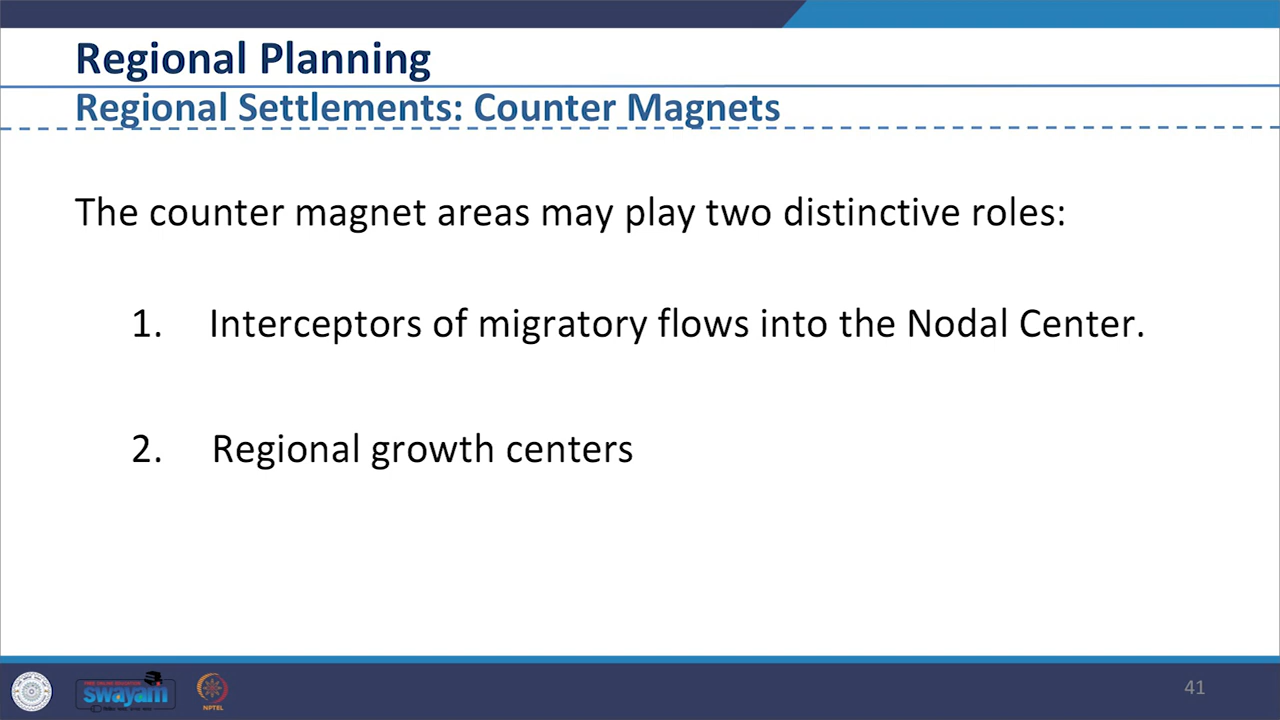 Regional Planning
Regional Settlements: Counter Magnets
The counter magnet areas may play two distinctive roles:
1. Interceptors of migratory flows into the Nodal Center.
2. Regional growth centers
swayam
NPTEL
41